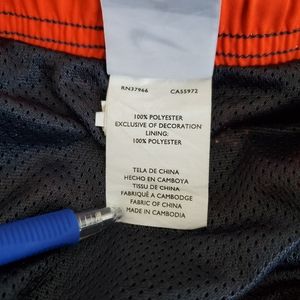 RN37966 CA55972
100% POLYESTER
EXCLUSIVE OF DECORATION
LINING:
100% POLYESTER
TELA DE CHINA
HECHO EN CAMBOYA
TISSU DE CHINA
FABRIQUÉ A CAMBODGE
FABRIC OF CHINA
MADE IN CAMBODIA